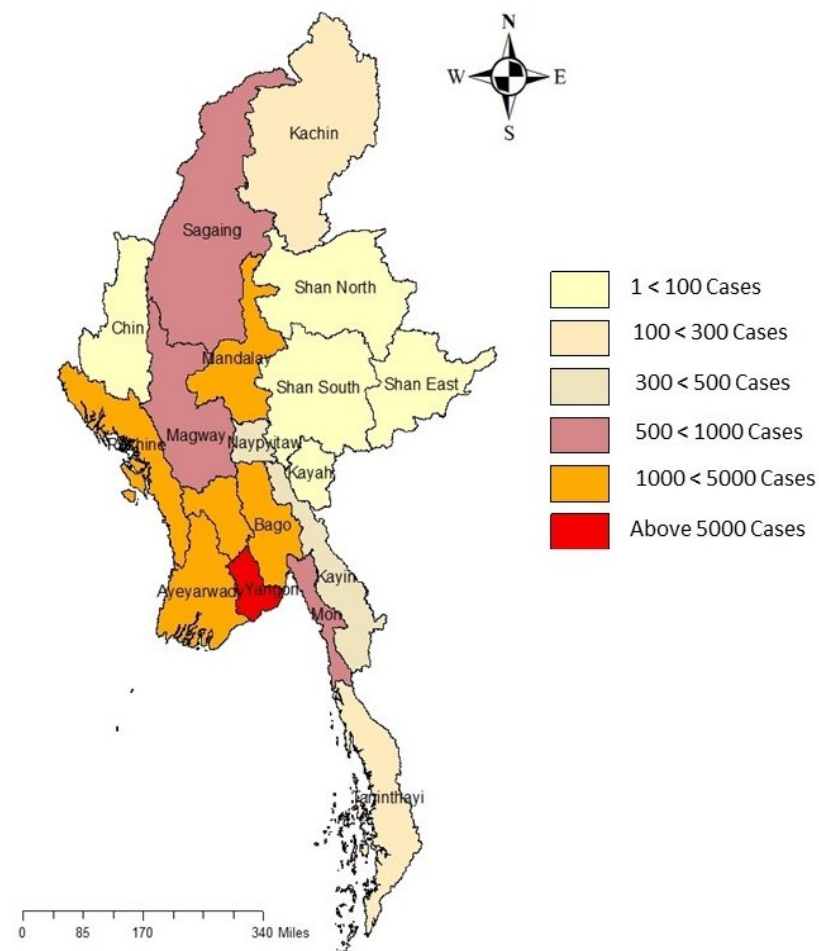 N
W E
S
Kachin
Sagaing
Shan North
Chin
Mandalay
Shan South
Shan East
Rakhine
Magway
Naypyitaw
Kayah
Bago
Kayin
Ayeyarwady
Yangon
Mon
Taninthayi
1 < 100 Cases
100 < 300 Cases
300 < 500 Cases
500 < 1000 Cases
1000 < 5000 Cases
Above 5000 Cases
0 85 170 340 Miles